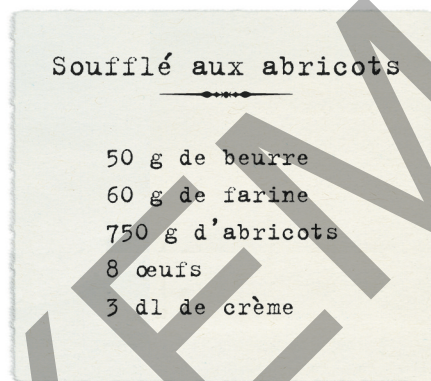 Soufflé aux abricots
50 g de beurre
60 g de farine
750 g d'abricots
8 œufs
3 dl de crème